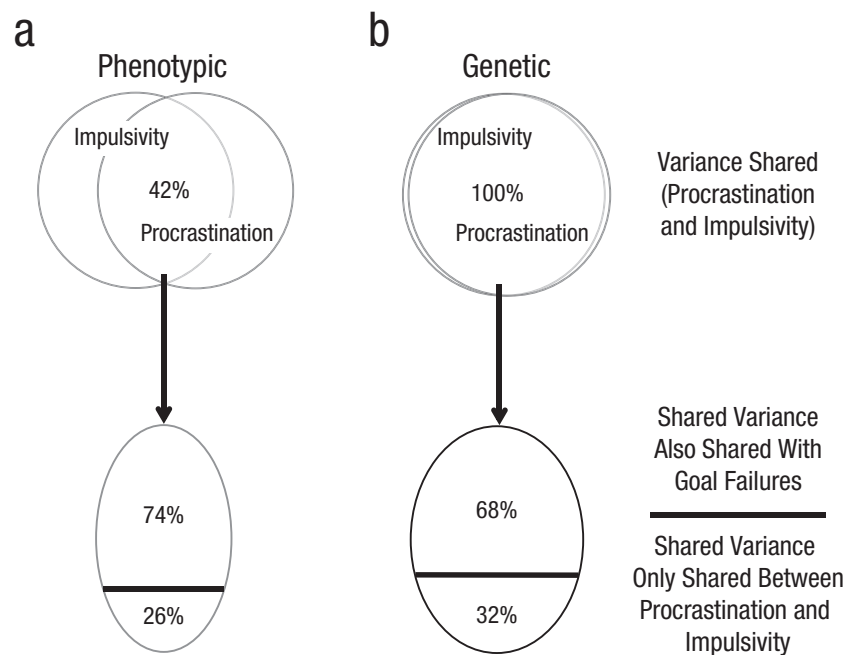 a
Phenotypic
Impulsivity
42%
Procrastination
74%
26%
b
Genetic
Impulsivity
100%
Procrastination
68%
32%
Variance Shared
(Procrastination
and Impulsivity)
Shared Variance
Also Shared With
Goal Failures
Shared Variance
Only Shared Between
Procrastination and
Impulsivity